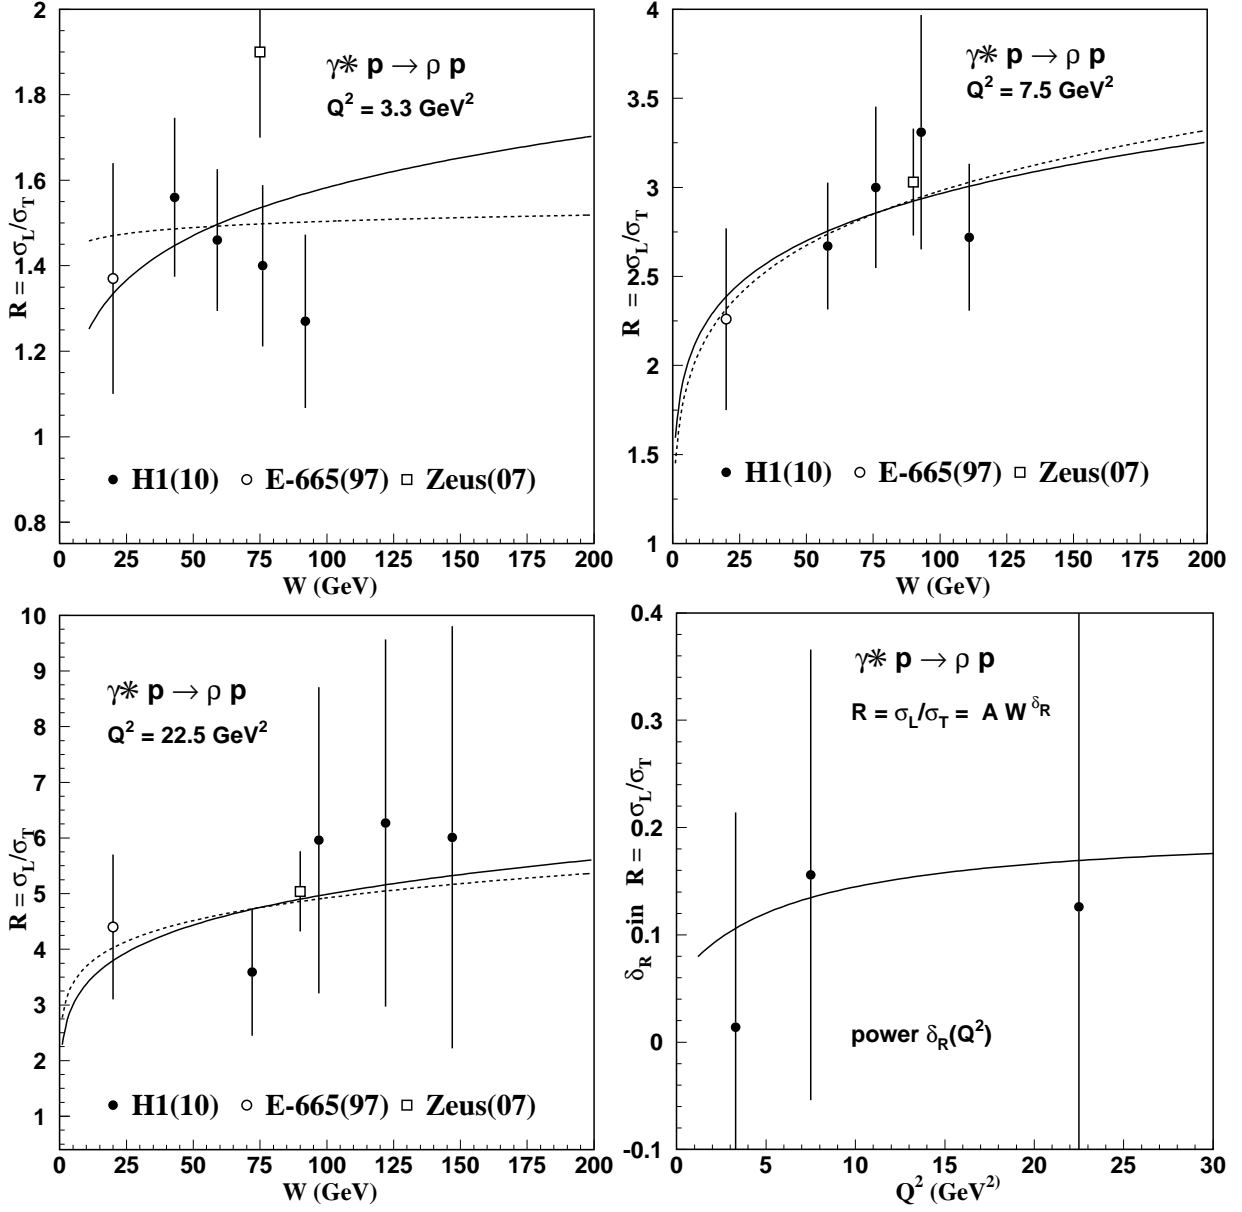 R = σL/σT
2
1.8
1.6
1.4
1.2
1
0.8
γ* p → ρ p
Q² = 3.3 GeV²
H1(10) E-665(97) Zeus(07)
0 25 50 75 100 125 150 175 200
W (GeV)
R = σL/σT
4
3.5
3
2.5
2
1.5
1
γ* p → ρ p
Q² = 7.5 GeV²
H1(10) E-665(97) Zeus(07)
0 25 50 75 100 125 150 175 200
W (GeV)
R = σL/σT
10
9
8
7
6
5
4
3
2
1
γ* p → ρ p
Q² = 22.5 GeV²
H1(10) E-665(97) Zeus(07)
0 25 50 75 100 125 150 175 200
W (GeV)
δR in R = σL/σT
0.4
0.3
0.2
0.1
0
-0.1
γ* p → ρ p
R = σL/σT = A W^δR
power δR(Q²)
0 5 10 15 20 25 30
Q² (GeV²⁾